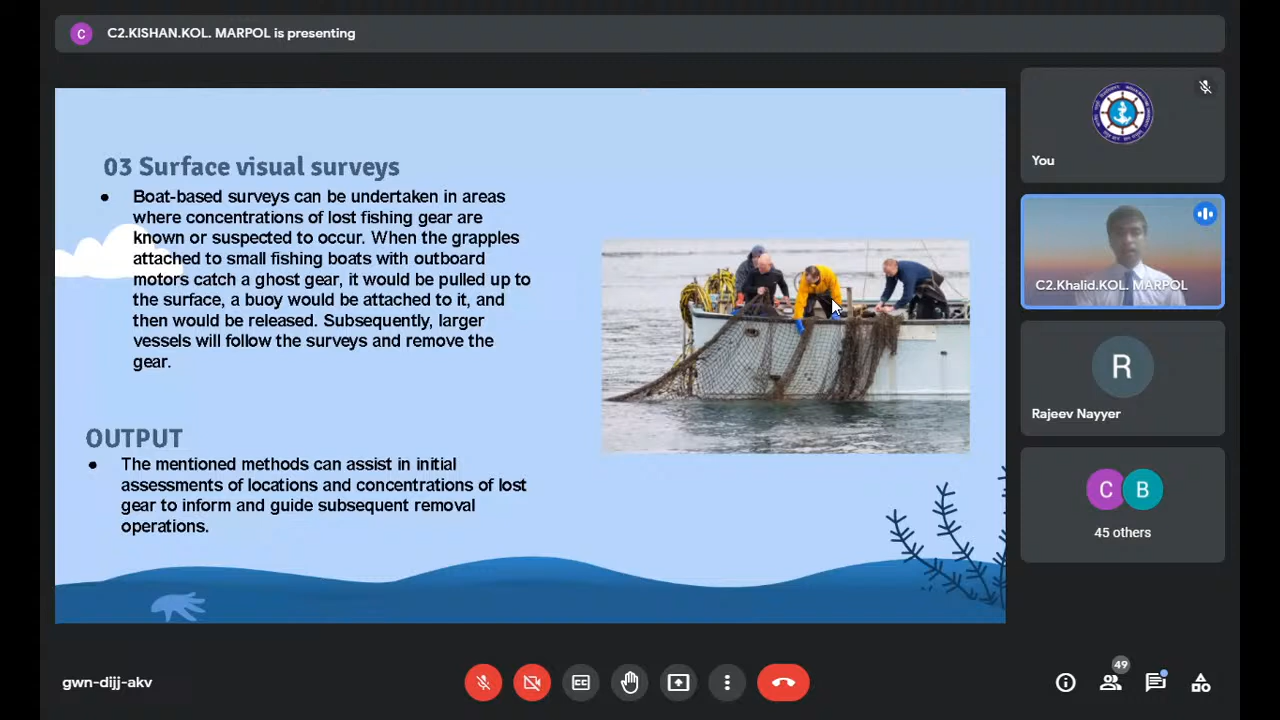 C
C2.KISHAN.KOL. MARPOL is presenting
03 Surface visual surveys
● Boat-based surveys can be undertaken in areas
where concentrations of lost fishing gear are
known or suspected to occur. When the grapples
attached to small fishing boats with outboard
motors catch a ghost gear, it would be pulled up to
the surface, a buoy would be attached to it, and
then would be released. Subsequently, larger
vessels will follow the surveys and remove the
gear.
OUTPUT
● The mentioned methods can assist in initial
assessments of locations and concentrations of lost
gear to inform and guide subsequent removal
operations.
You
C2.Khalid.KOL. MARPOL
R
Rajeev Nayyer
C B
45 others
gwn-dijj-akv
CC
49